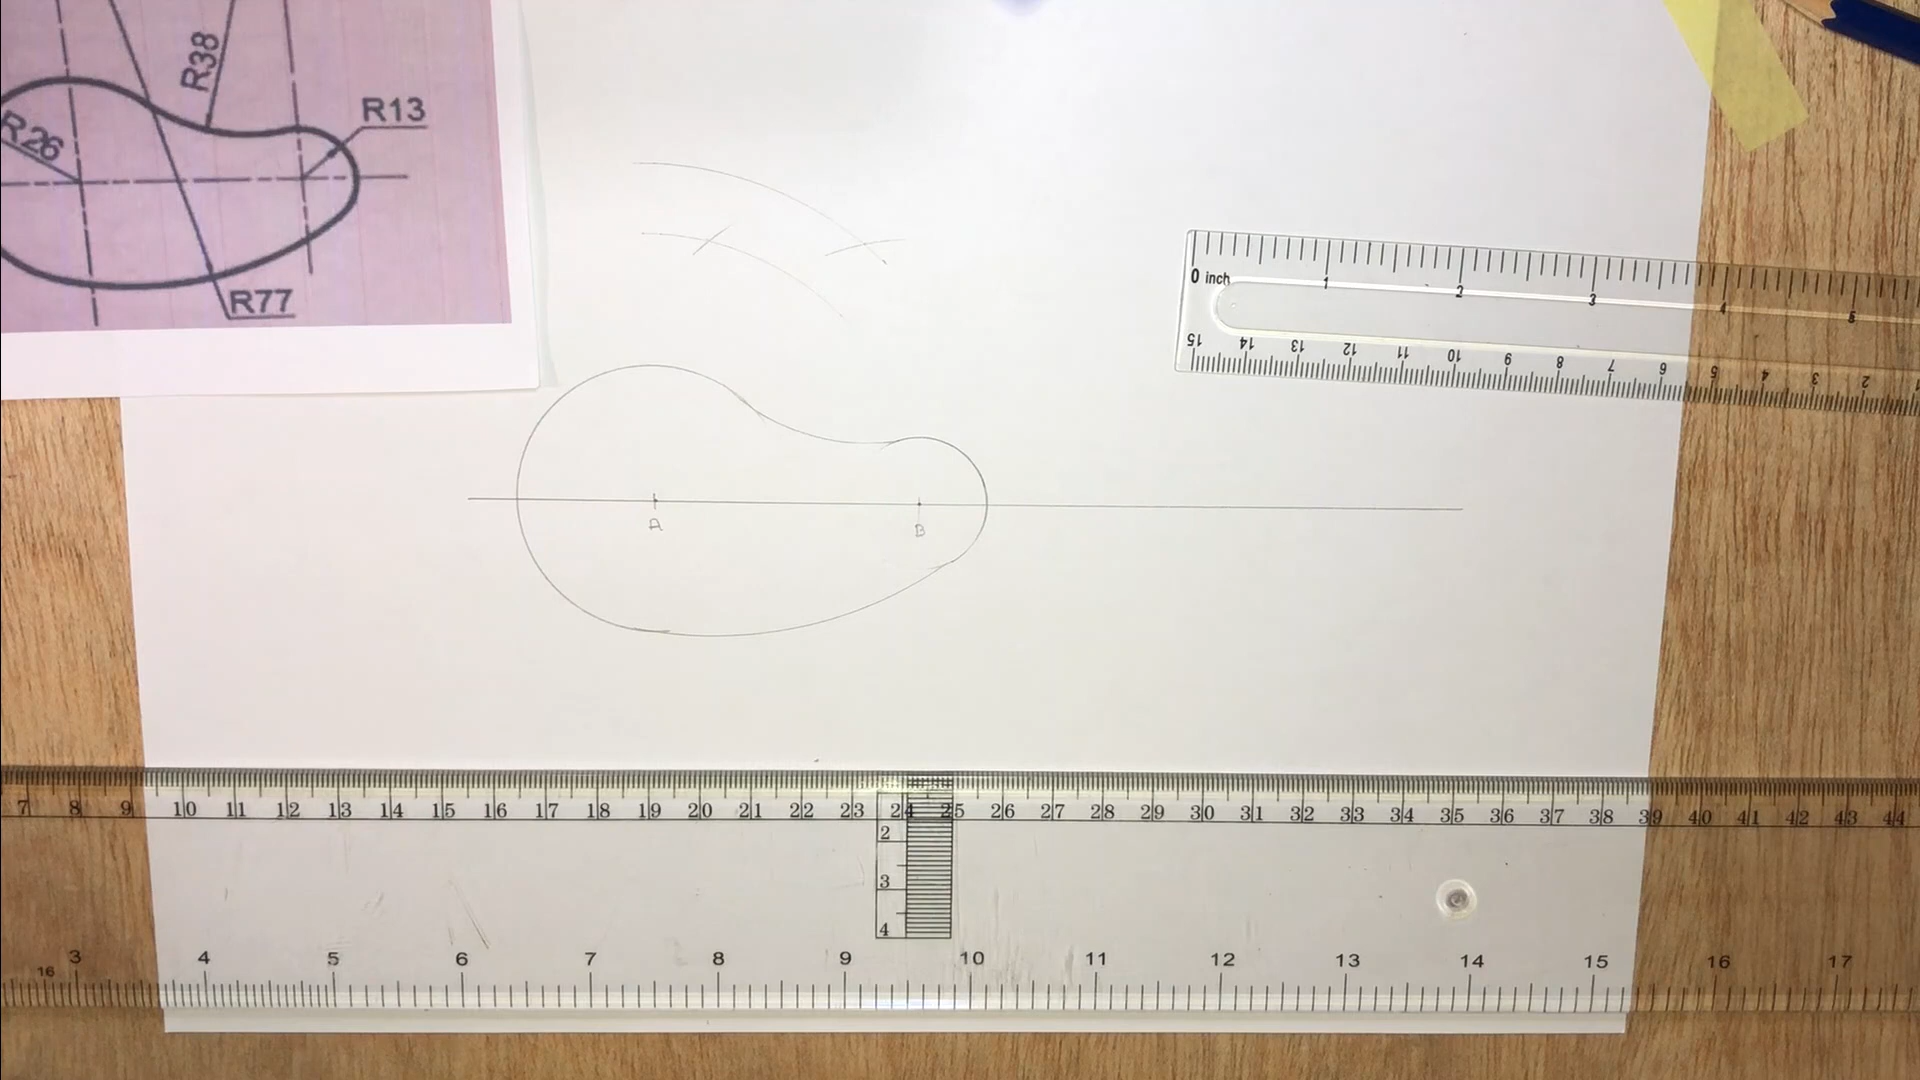 R38
R13
R26
R77
0 inch 1 2 3 4 5
15 14 13 12 11 10 9 8 7 6 5 4 3 2 1
A
B
7 8 9 10 11 12 13 14 15 16 17 18 19 20 21 22 23 24 25 26 27 28 29 30 31 32 33 34 35 36 37 38 39 40 41 42 43 44
2
3
4
3 4 5 6 7 8 9 10 11 12 13 14 15 16 17
16